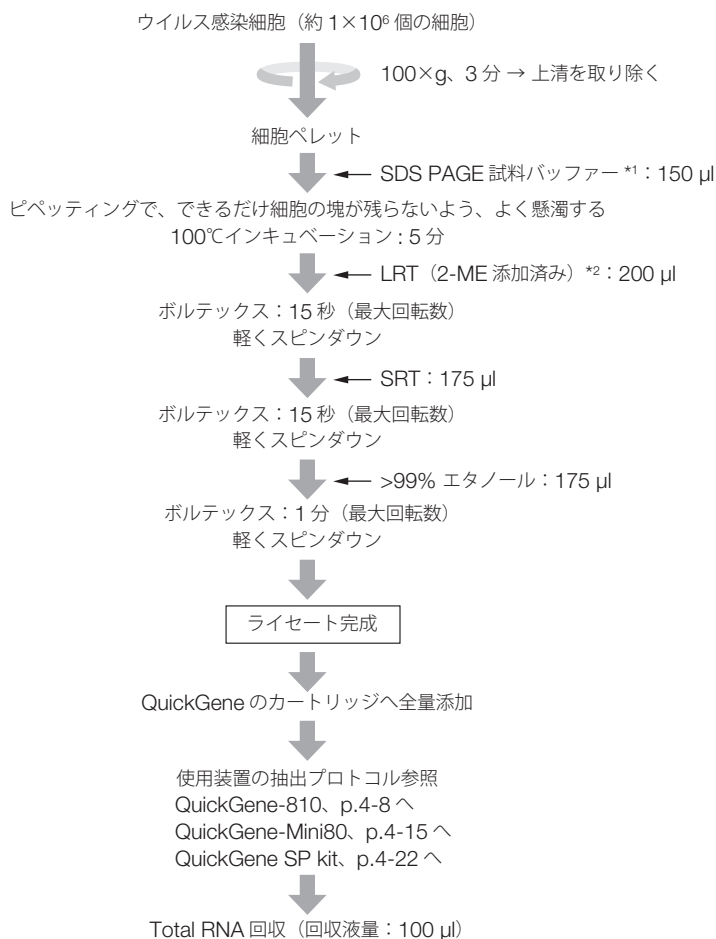 ウイルス感染細胞（約 1×10⁶ 個の細胞）
100×g、3 分 → 上清を取り除く
細胞ペレット
SDS PAGE 試料バッファー *¹：150 µl
ピペッティングで、できるだけ細胞の塊が残らないよう、よく懸濁する
100℃インキュベーション : 5 分
LRT（2-ME 添加済み）*²：200 µl
ボルテックス：15 秒（最大回転数）
軽くスピンダウン
SRT：175 µl
ボルテックス：15 秒（最大回転数）
軽くスピンダウン
>99% エタノール：175 µl
ボルテックス：1 分（最大回転数）
軽くスピンダウン
ライセート完成
QuickGene のカートリッジへ全量添加
使用装置の抽出プロトコル参照
QuickGene-810、p.4-8 へ
QuickGene-Mini80、p.4-15 へ
QuickGene SP kit、p.4-22 へ
Total RNA 回収（回収液量：100 µl）